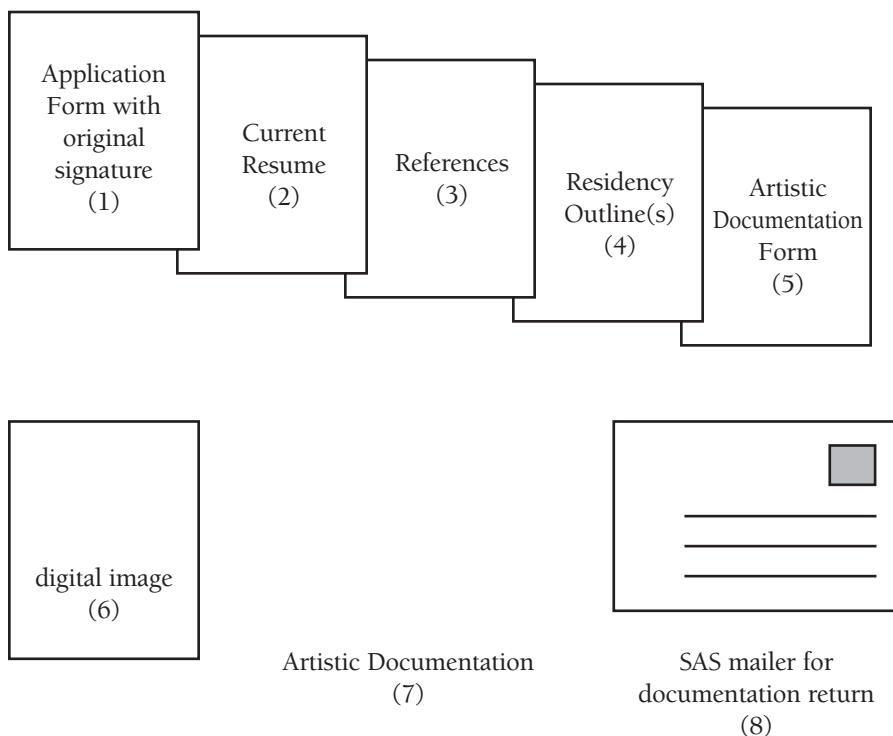 Application
Form with
original
signature
(1)
Current
Resume
(2)
References
(3)
Residency
Outline(s)
(4)
Artistic
Documentation
Form
(5)
digital image
(6)
Artistic Documentation
(7)
SAS mailer for
documentation return
(8)